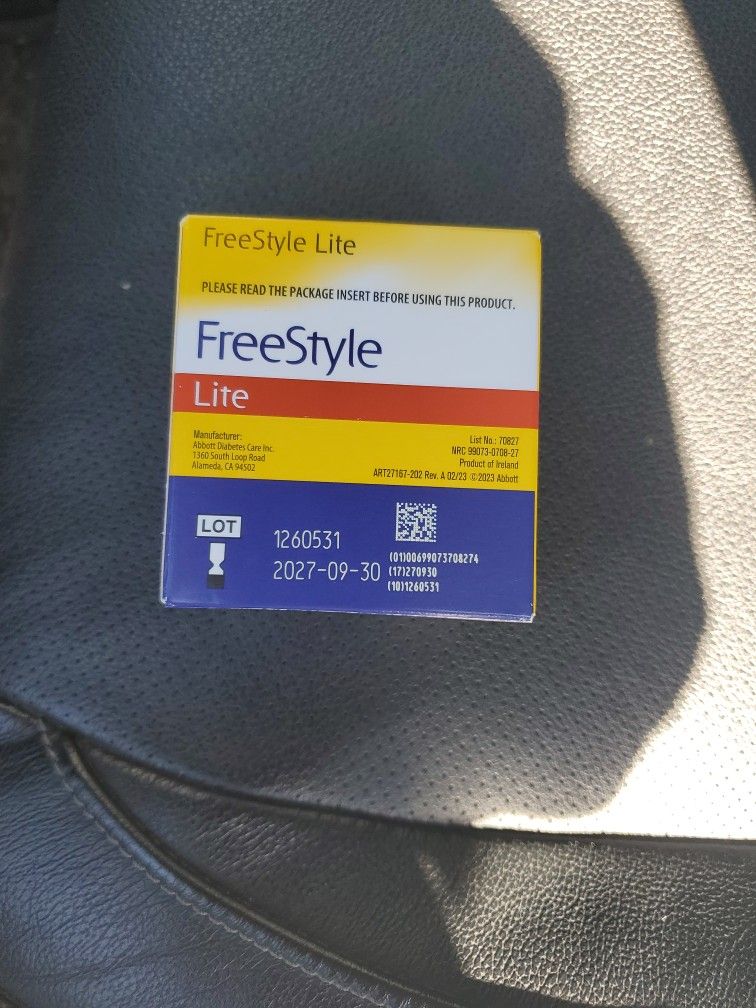 FreeStyle Lite
PLEASE READ THE PACKAGE INSERT BEFORE USING THIS PRODUCT.
FreeStyle
Lite
Manufacturer:
Abbott Diabetes Care Inc.
1360 South Loop Road
Alameda, CA 94502
List No.: 70827
NRC 99073-0708-27
Product of Ireland
ART27167-202 Rev. A 02/23 ©2023 Abbott
LOT
1260531
2027-09-30
(01)00699073708274
(17)270930
(10)1260531